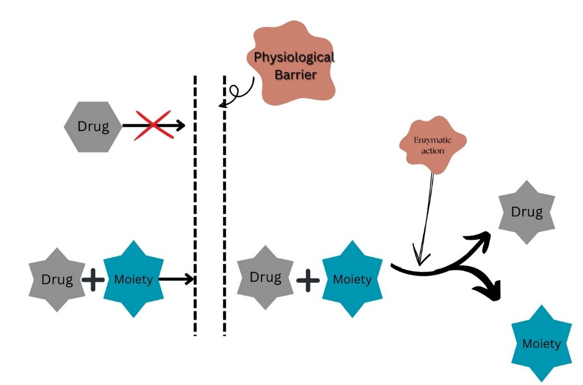 Physiological
Barrier
Drug
Enzymatic
action
Drug
Drug + Moiety
Drug + Moiety
Moiety